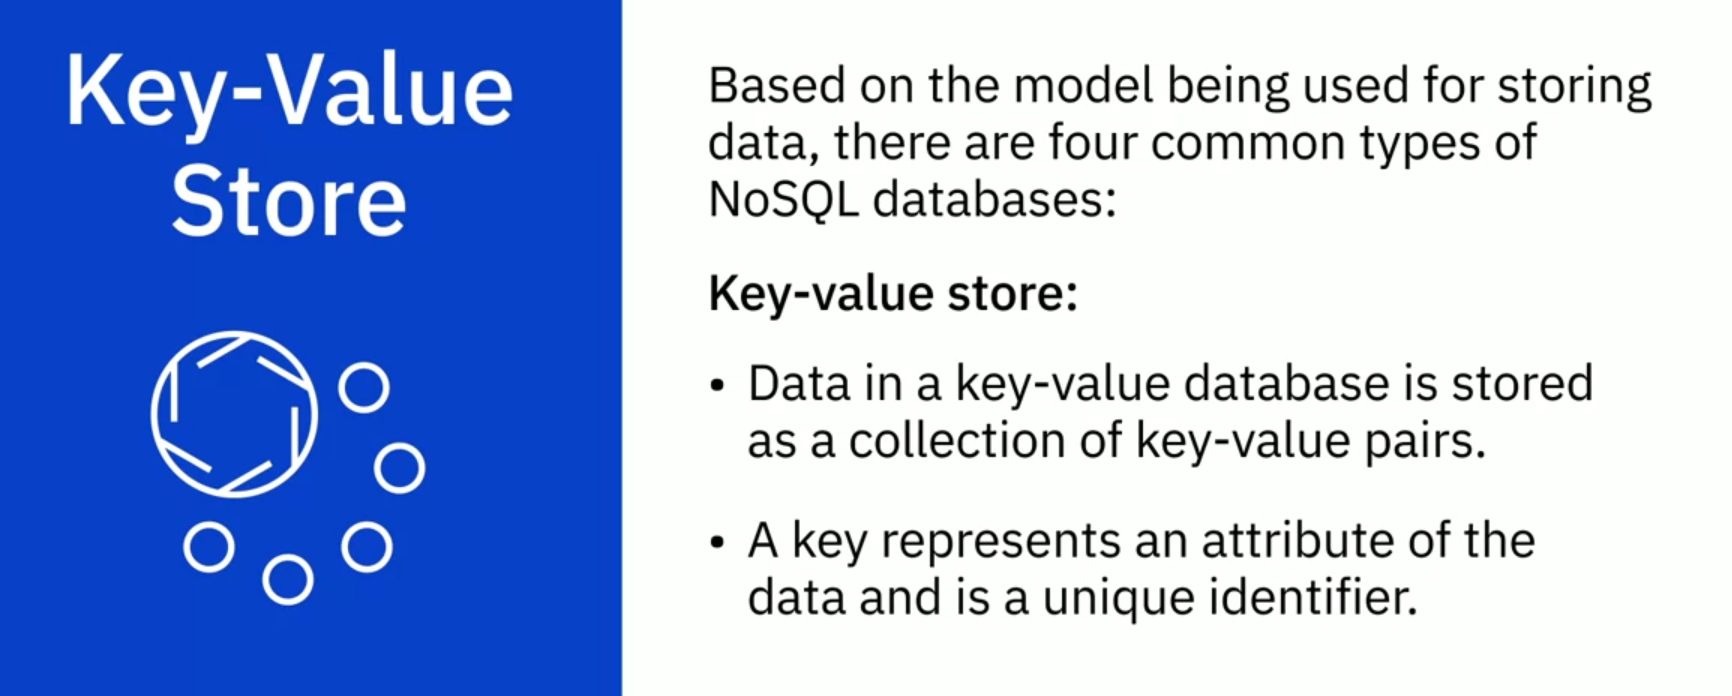 Key-Value
Store
Based on the model being used for storing
data, there are four common types of
NoSQL databases:
Key-value store:
• Data in a key-value database is stored
as a collection of key-value pairs.
• A key represents an attribute of the
data and is a unique identifier.